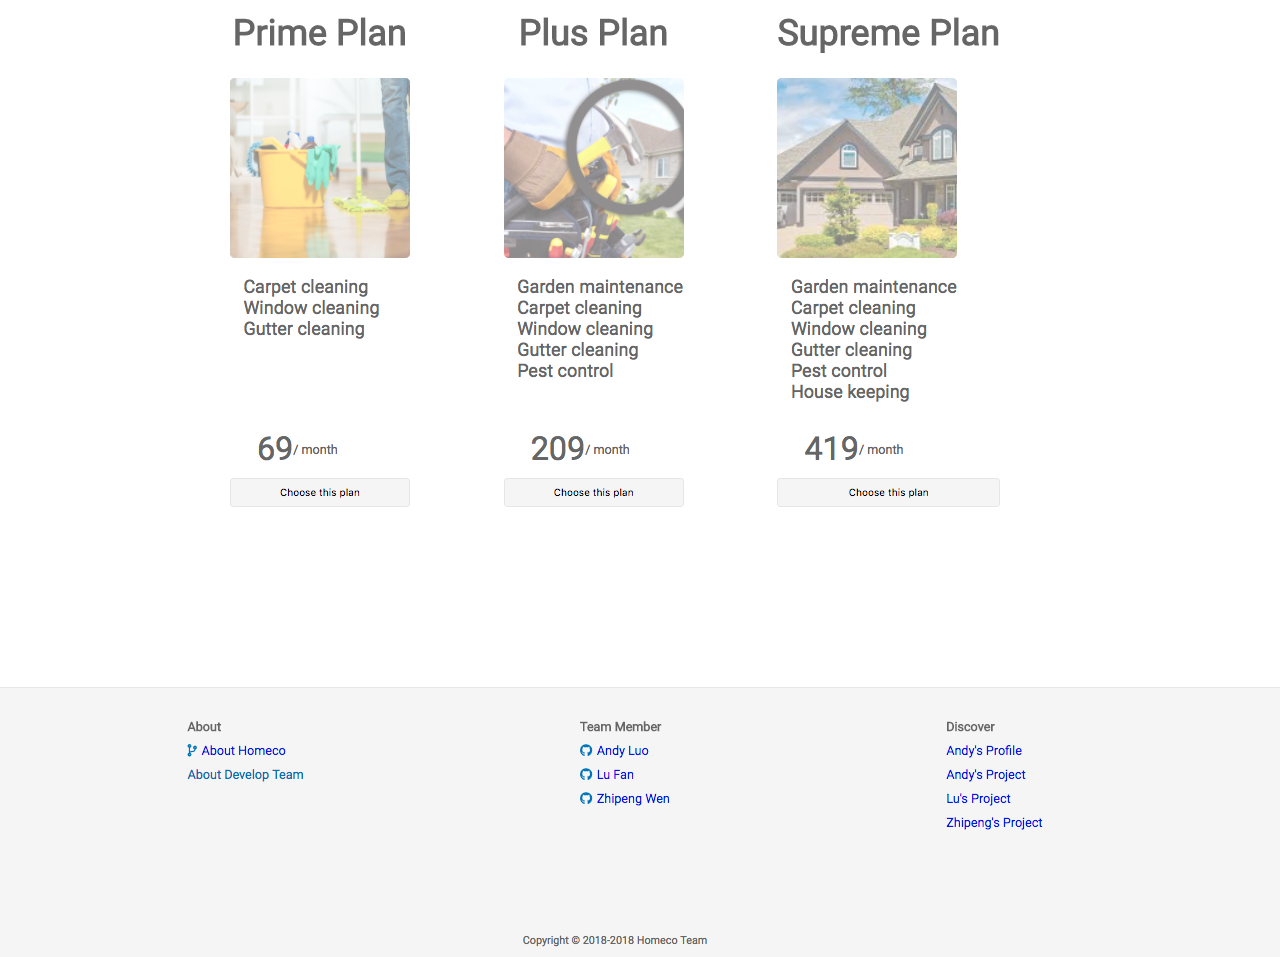 Prime Plan
Plus Plan
Supreme Plan
Carpet cleaning
Window cleaning
Gutter cleaning
Garden maintenance
Carpet cleaning
Window cleaning
Gutter cleaning
Pest control
Garden maintenance
Carpet cleaning
Window cleaning
Gutter cleaning
Pest control
House keeping
69/ month
209/ month
419/ month
Choose this plan
Choose this plan
Choose this plan
About
About Homeco
About Develop Team
Team Member
Andy Luo
Lu Fan
Zhipeng Wen
Discover
Andy's Profile
Andy's Project
Lu's Project
Zhipeng's Project
Copyright © 2018-2018 Homeco Team